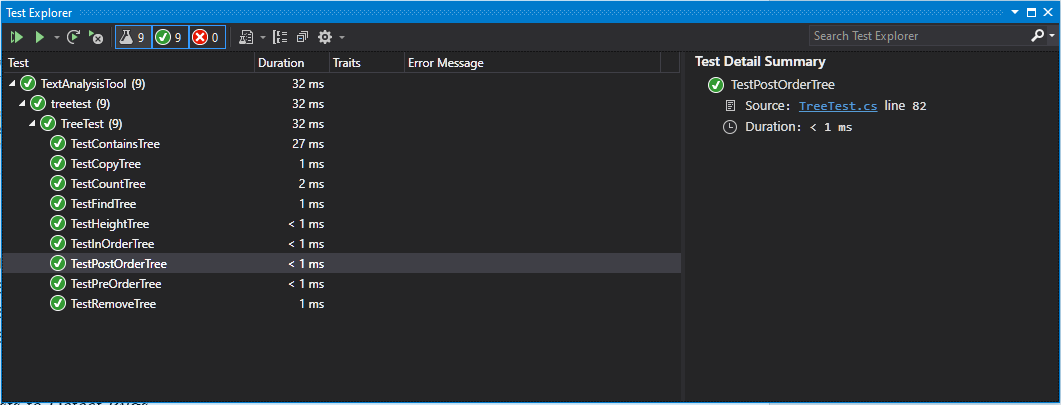 Test Explorer
9 9 0 Search Test Explorer
Test Duration Traits Error Message
TextAnalysisTool (9) 32 ms
treetest (9) 32 ms
TreeTest (9) 32 ms
TestContainsTree 27 ms
TestCopyTree 1 ms
TestCountTree 2 ms
TestFindTree 1 ms
TestHeightTree < 1 ms
TestInOrderTree < 1 ms
TestPostOrderTree < 1 ms
TestPreOrderTree < 1 ms
TestRemoveTree 1 ms
Test Detail Summary
TestPostOrderTree
Source: TreeTest.cs line 82
Duration: < 1 ms